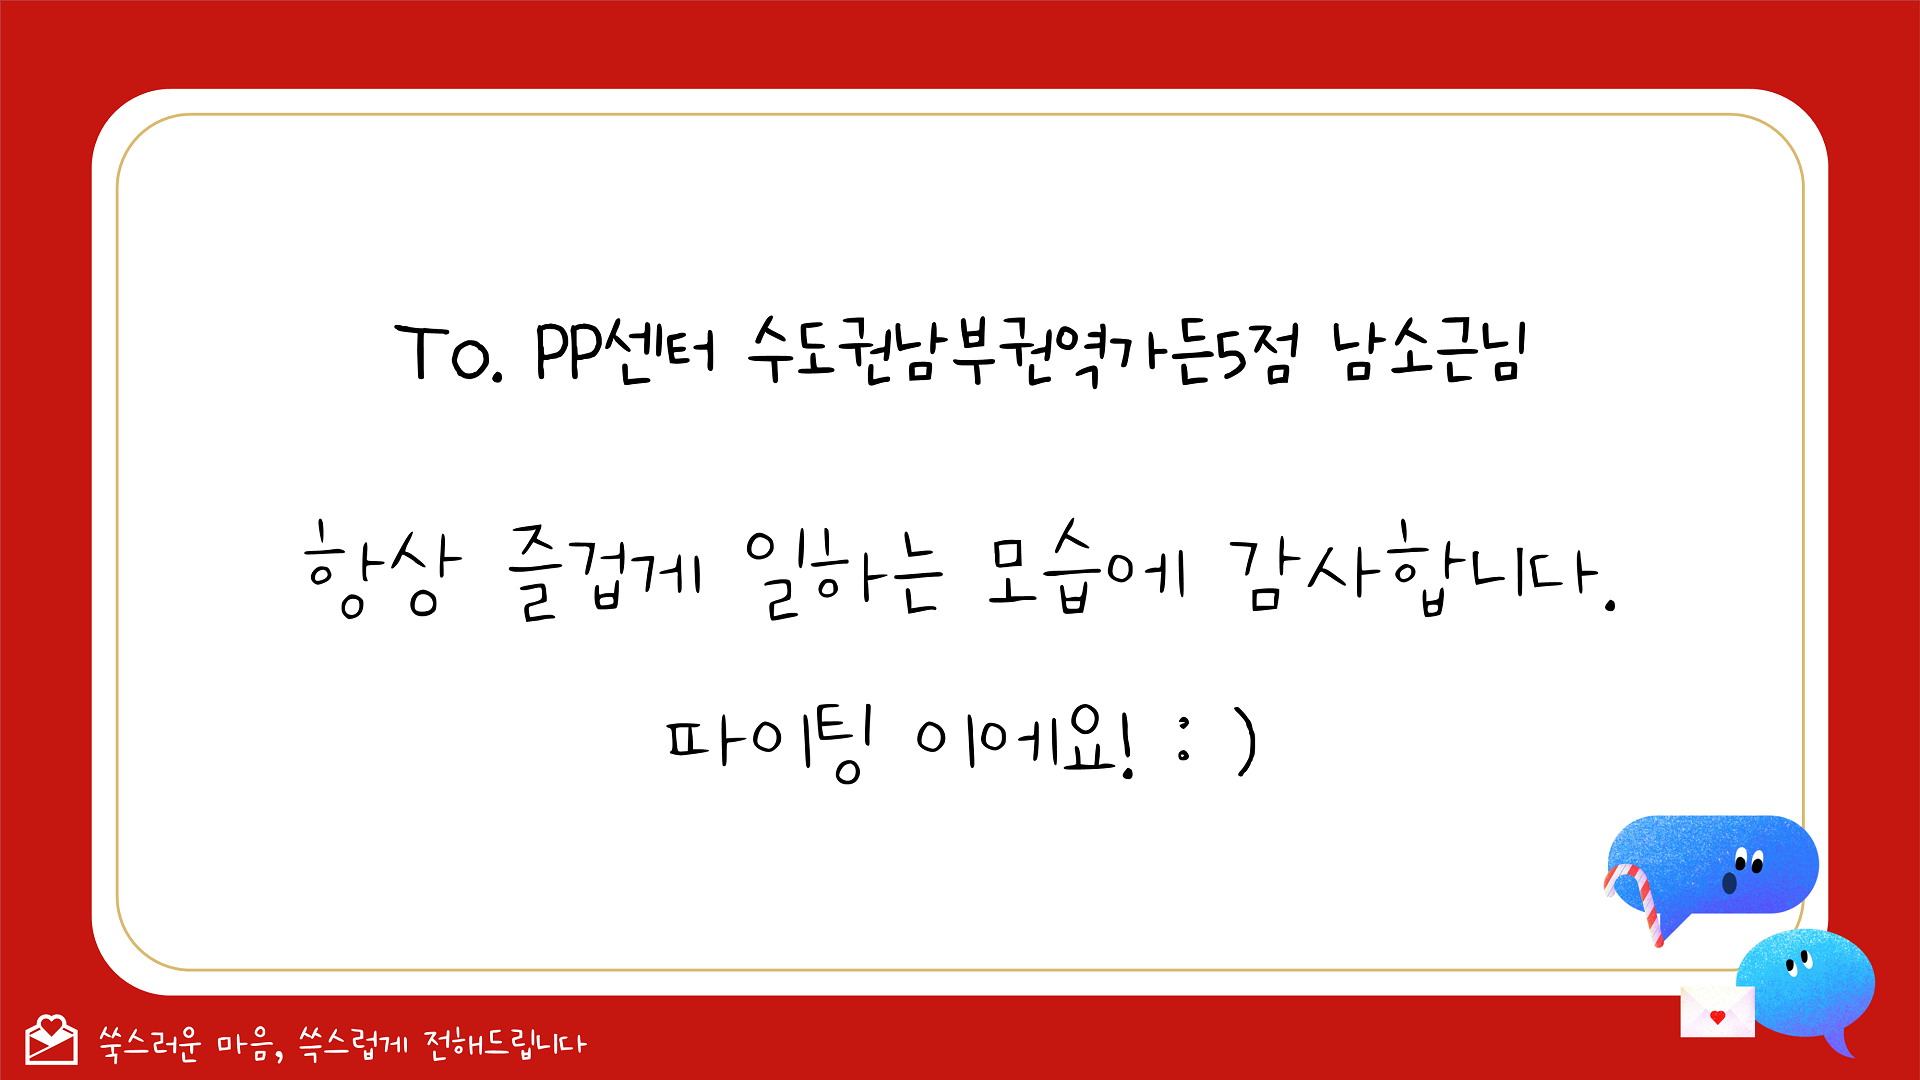 To. PP센터 수도권남부권역가든5점 남소근님
항상 즐겁게 일하는 모습에 감사합니다.
파이팅 이에요! : )
쑥스러운 마음, 쓱스럽게 전해드립니다